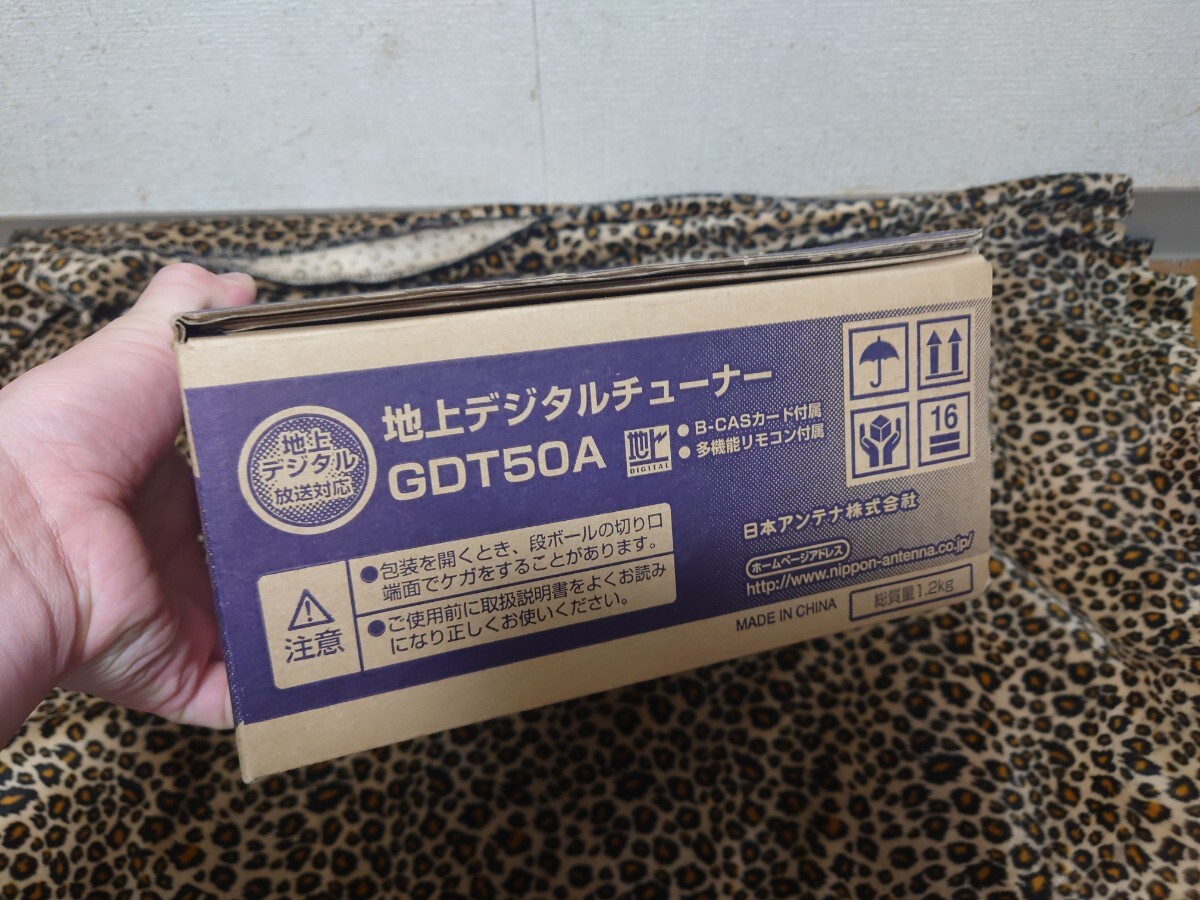 地上
デジタル
放送対応
地上デジタルチューナー
GDT50A
地上
DIGITAL
● B-CASカード付属
● 多機能リモコン付属
16
注意
●包装を開くとき、段ボールの切り口
端面でケガをすることがあります。
●ご使用前に取扱説明書をよくお読み
になり正しくお使いください。
日本アンテナ株式会社
ホームページアドレス
http://www.nippon-antenna.co.jp/
MADE IN CHINA
総質量1.2kg